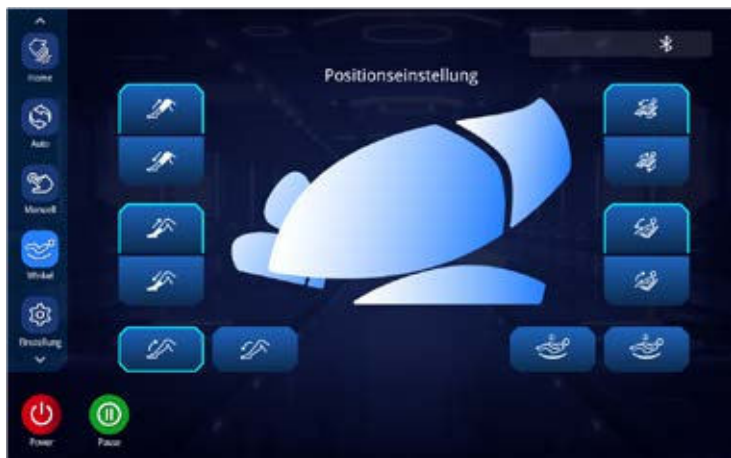 Home
Auto
Manuell
Winkel
Einstellung
Positionseinstellung
Power
Pause